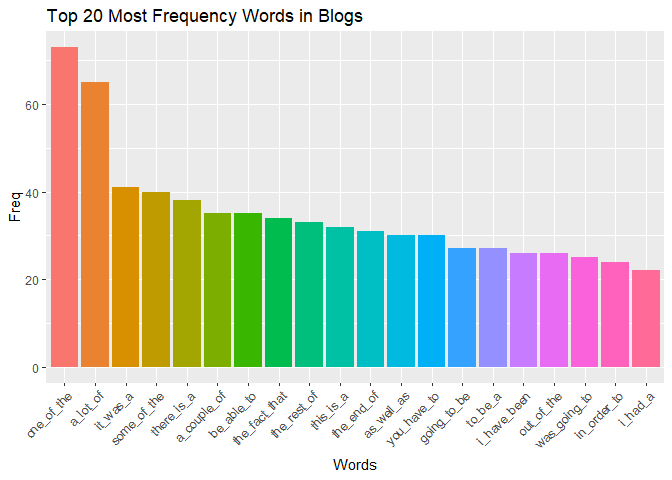 Top 20 Most Frequency Words in Blogs
Freq
60
40
20
0
one_of_the
a_lot_of
it_was_a
some_of_the
there_is_a
a_couple_of
be_able_to
the_fact_that
the_rest_of
this_is_a
the_end_of
as_well_as
you_have_to
going_to_be
to_be_a
i_have_been
out_of_the
was_going_to
in_order_to
i_had_a
Words